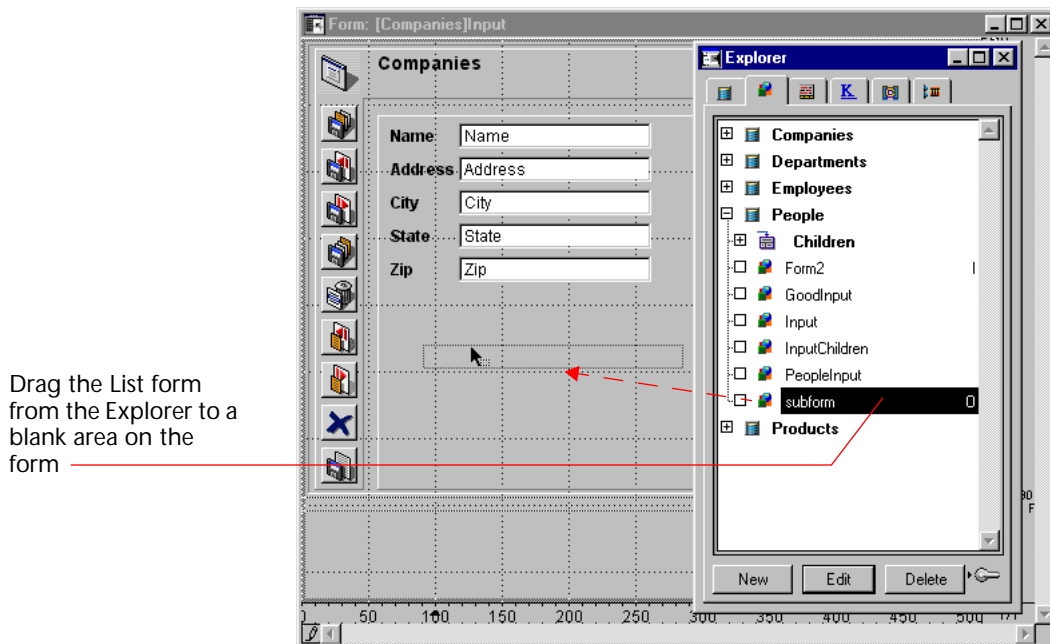 Form: [Companies]Input
Companies
Name Name
Address Address
City City
State State
Zip Zip
Explorer
K
Companies
Departments
Employees
People
Children
Form2 I
GoodInput
Input
InputChildren
PeopleInput
subform O
Products
New Edit Delete
Drag the List form
from the Explorer to a
blank area on the
form
50 100 150 200 250 300 350 400 450 500